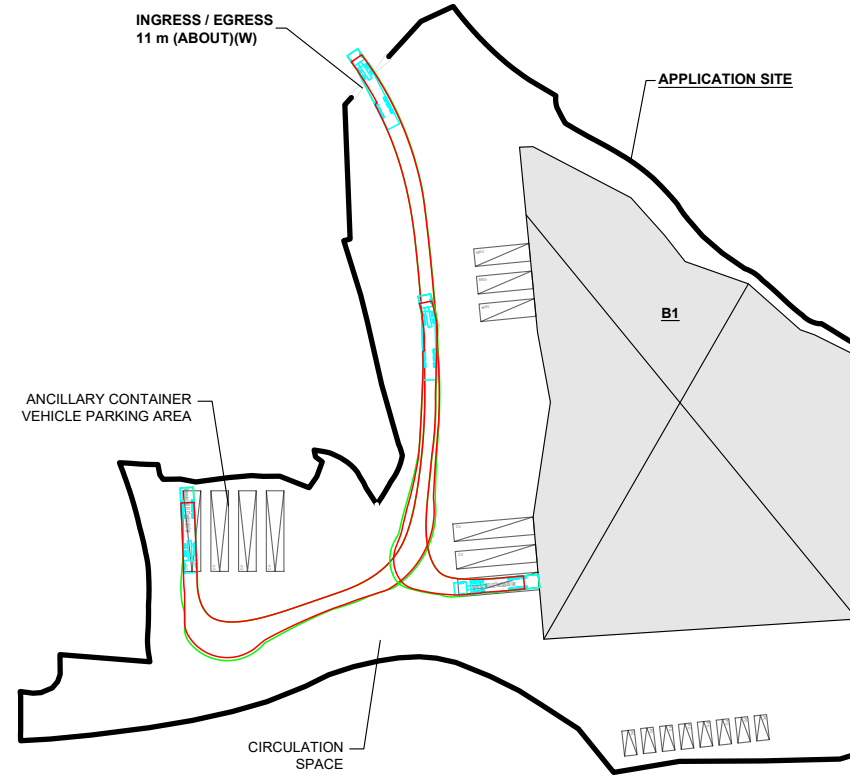 INGRESS / EGRESS
11 m (ABOUT)(W)
APPLICATION SITE
B1
ANCILLARY CONTAINER
VEHICLE PARKING AREA
CIRCULATION
SPACE